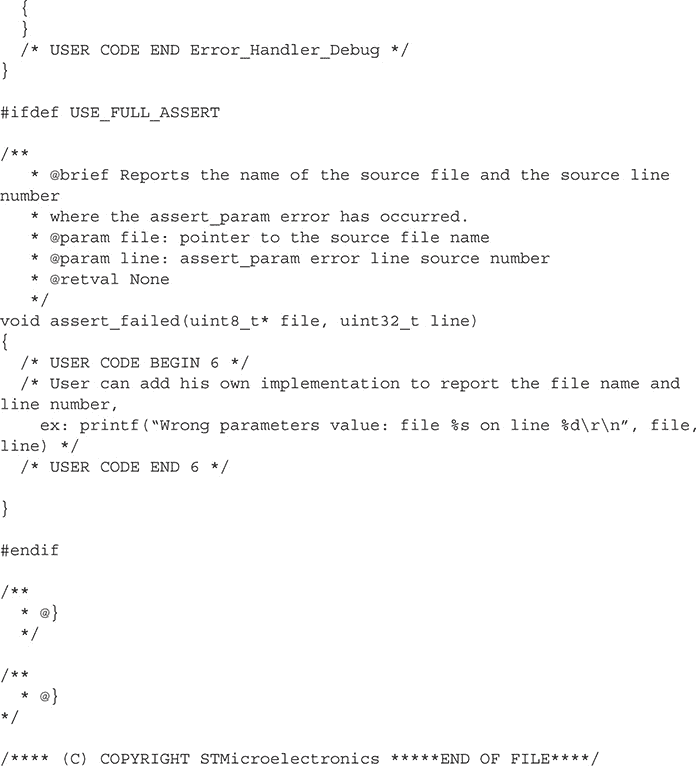 {
}
/* USER CODE END Error_Handler_Debug */
}
#ifdef USE_FULL_ASSERT
/**
* @brief Reports the name of the source file and the source line
number
* where the assert_param error has occurred.
* @param file: pointer to the source file name
* @param line: assert_param error line source number
* @retval None
*/
void assert_failed(uint8_t* file, uint32_t line)
{
/* USER CODE BEGIN 6 */
/* User can add his own implementation to report the file name and
line number,
ex: printf(“Wrong parameters value: file %s on line %d\r\n”, file,
line) */
/* USER CODE END 6 */
}
#endif
/**
* @}
*/
/**
* @}
*/
/**** (C) COPYRIGHT STMicroelectronics *****END OF FILE****/